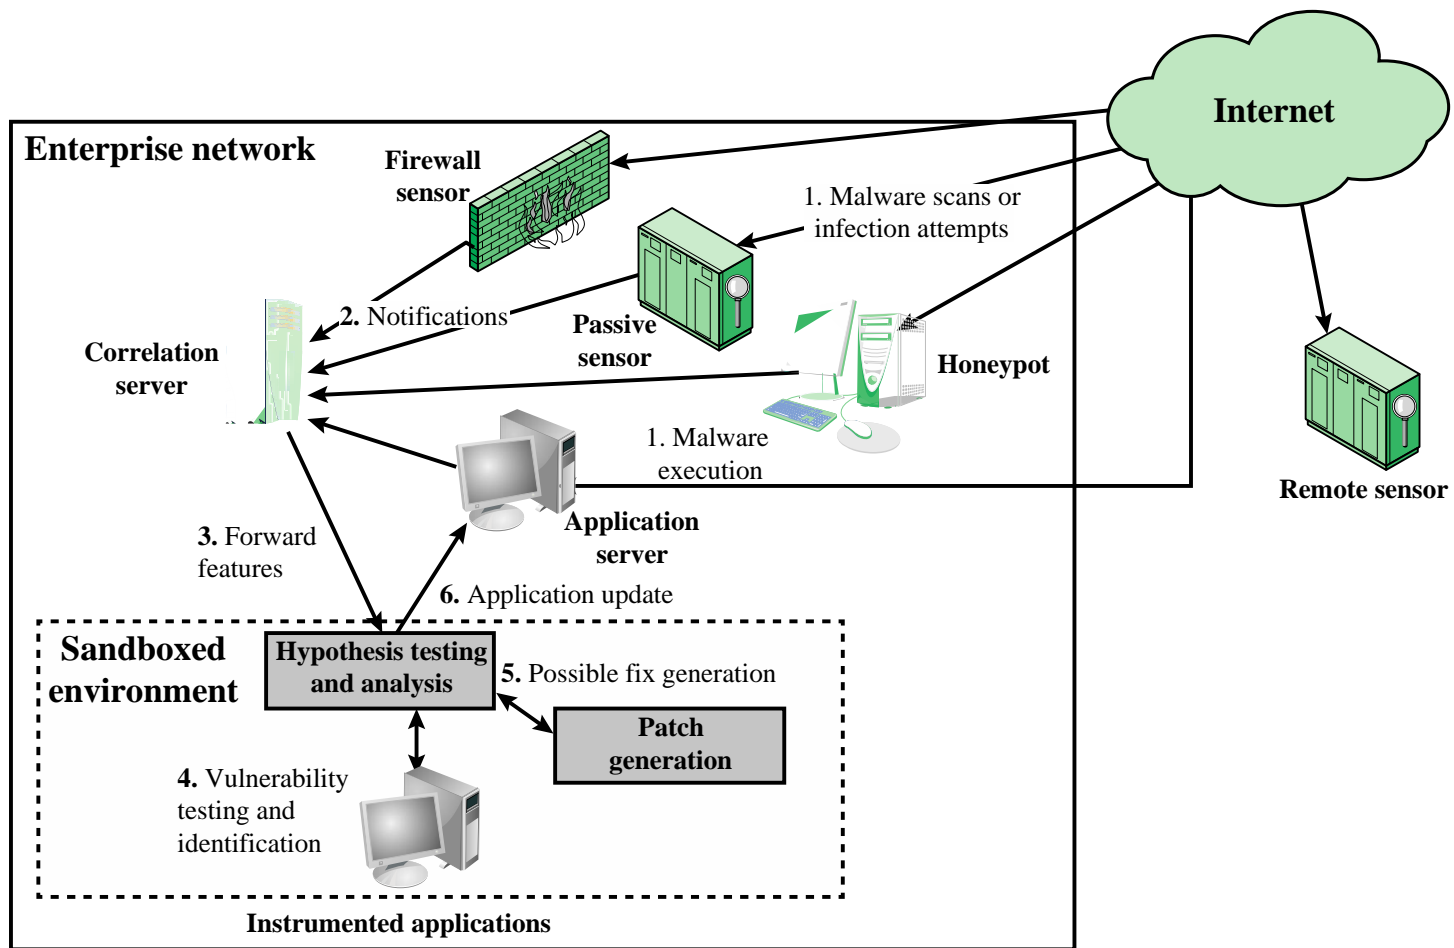 Internet
Enterprise network
Firewall
sensor
1. Malware scans or
infection attempts
2. Notifications
Passive
sensor
Correlation
server
Honeypot
1. Malware
execution
Remote sensor
Application
server
3. Forward
features
6. Application update
Sandboxed
environment
Hypothesis testing
and analysis
5. Possible fix generation
Patch
generation
4. Vulnerability
testing and
identification
Instrumented applications